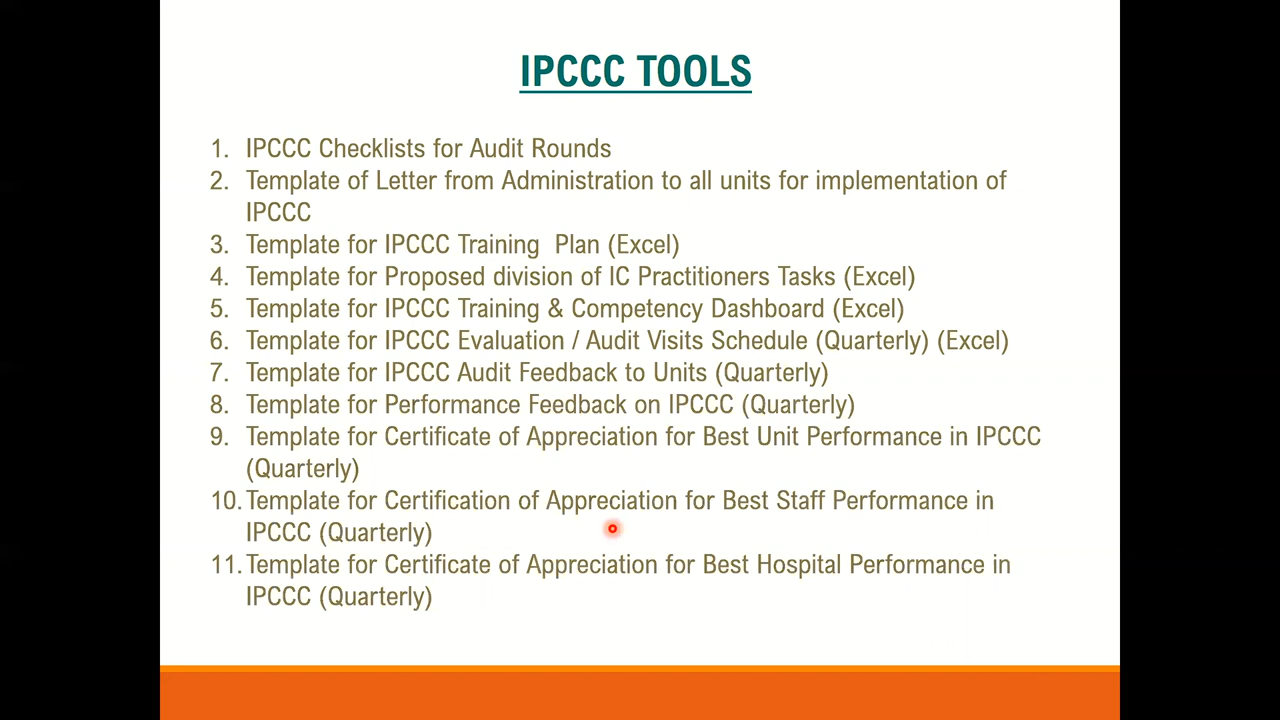 IPCCC TOOLS
1. IPCCC Checklists for Audit Rounds
2. Template of Letter from Administration to all units for implementation of
IPCCC
3. Template for IPCCC Training  Plan (Excel)
4. Template for Proposed division of IC Practitioners Tasks (Excel)
5. Template for IPCCC Training & Competency Dashboard (Excel)
6. Template for IPCCC Evaluation / Audit Visits Schedule (Quarterly) (Excel)
7. Template for IPCCC Audit Feedback to Units (Quarterly)
8. Template for Performance Feedback on IPCCC (Quarterly)
9. Template for Certificate of Appreciation for Best Unit Performance in IPCCC
(Quarterly)
10. Template for Certification of Appreciation for Best Staff Performance in
IPCCC (Quarterly)
11. Template for Certificate of Appreciation for Best Hospital Performance in
IPCCC (Quarterly)